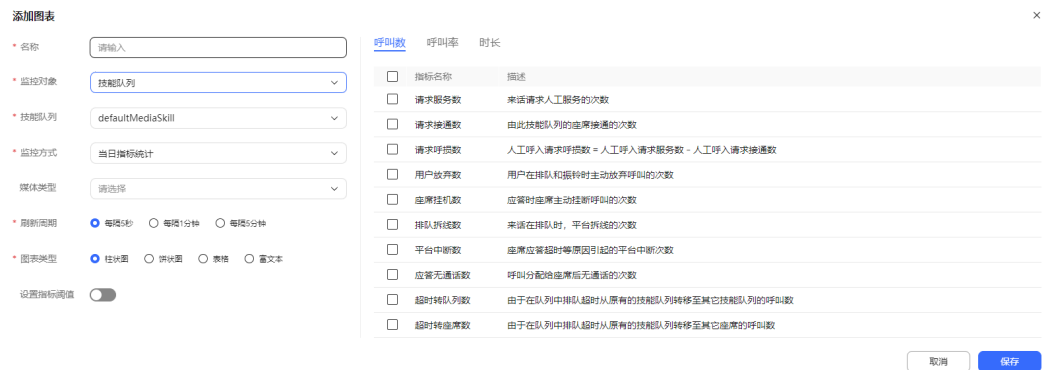 添加图表
×
* 名称 请输入
* 监控对象 技能队列
* 技能队列 defaultMediaSkill
* 监控方式 当日指标统计
媒体类型 请选择
* 刷新周期 每隔5秒 每隔1分钟 每隔5分钟
* 图表类型 柱状图 饼状图 表格 富文本
设置指标阈值
呼叫数 呼叫率 时长
指标名称 描述
请求服务数 来话请求人工服务的次数
请求接通数 由此技能队列的座席接通的次数
请求呼损数 人工呼入请求呼损数 = 人工呼入请求服务数 - 人工呼入请求接通数
用户放弃数 用户在排队和振铃时主动放弃呼叫的次数
座席挂机数 应答时座席主动挂断呼叫的次数
排队拆线数 来话在排队时，平台拆线的次数
平台中断数 座席应答超时等原因引起的平台中断次数
应答无通话数 呼叫分配给座席后无通话的次数
超时转队列数 由于在队列中排队超时从原有的技能队列转移至其它技能队列的呼叫数
超时转座席数 由于在队列中排队超时从原有的技能队列转移至其它座席的呼叫数
取消 保存